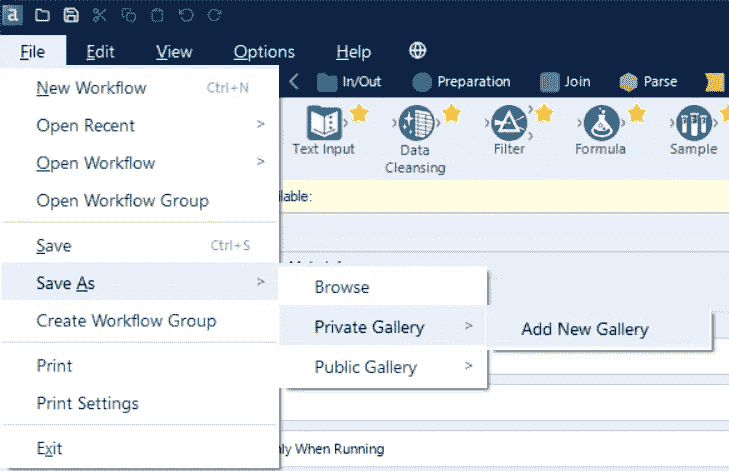 a
File Edit View Options Help
New Workflow Ctrl+N
Open Recent >
Open Workflow >
Open Workflow Group
Save Ctrl+S
Save As >
Create Workflow Group
Print
Print Settings
Exit
In/Out Preparation Join Parse
Text Input Data Cleansing Filter Formula Sample
ilable:
Browse
Private Gallery >
Public Gallery >
Add New Gallery
nly When Running